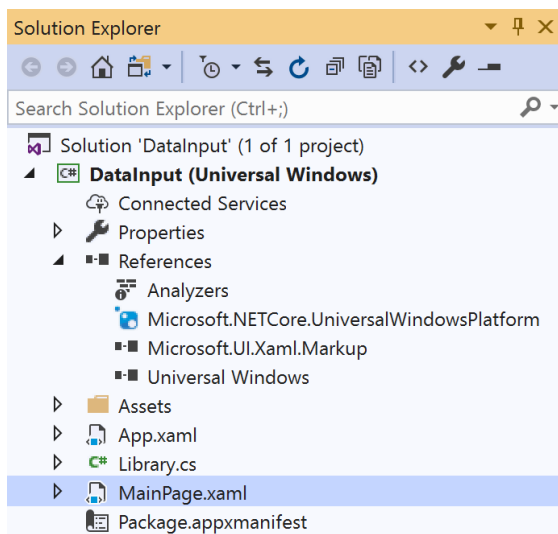 Solution Explorer
Search Solution Explorer (Ctrl+;)
Solution 'DataInput' (1 of 1 project)
C# DataInput (Universal Windows)
Connected Services
Properties
References
Analyzers
Microsoft.NETCore.UniversalWindowsPlatform
Microsoft.UI.Xaml.Markup
Universal Windows
Assets
App.xaml
C# Library.cs
MainPage.xaml
Package.appxmanifest